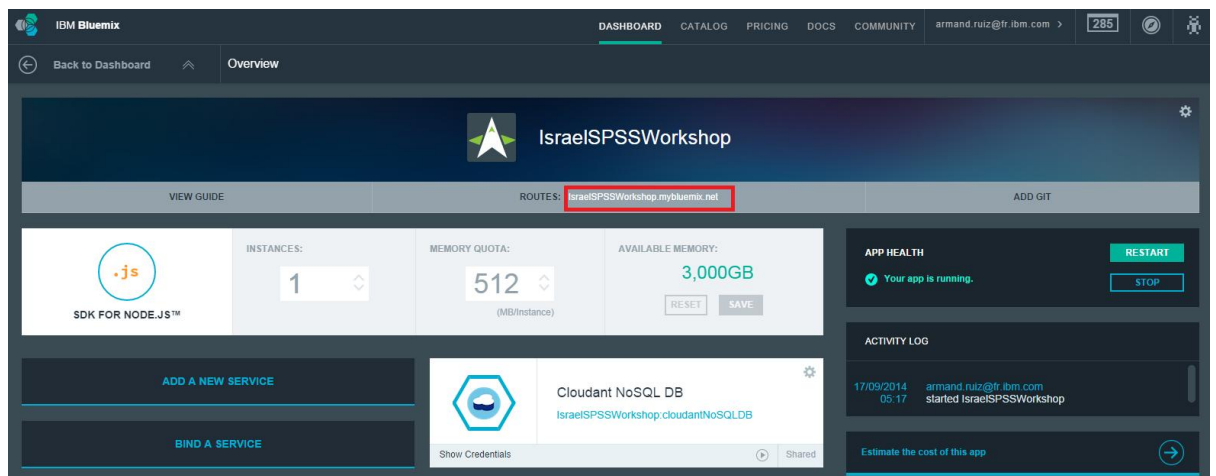 IBM Bluemix
DASHBOARD CATALOG PRICING DOCS COMMUNITY armand.ruiz@fr.ibm.com > 285
Back to Dashboard Overview
IsraelSPSSWorkshop
VIEW GUIDE ROUTES: IsraelSPSSWorkshop.mybluemix.net ADD GIT
.js
SDK FOR NODE.JS™
INSTANCES:
1
MEMORY QUOTA:
512
(MB/Instance)
AVAILABLE MEMORY:
3,000GB
RESET SAVE
APP HEALTH RESTART
Your app is running. STOP
ACTIVITY LOG
17/09/2014 armand.ruiz@fr.ibm.com
05:17 started IsraelSPSSWorkshop
ADD A NEW SERVICE
BIND A SERVICE
Cloudant NoSQL DB
IsraelSPSSWorkshop:cloudantNoSQLDB
Show Credentials Shared
Estimate the cost of this app